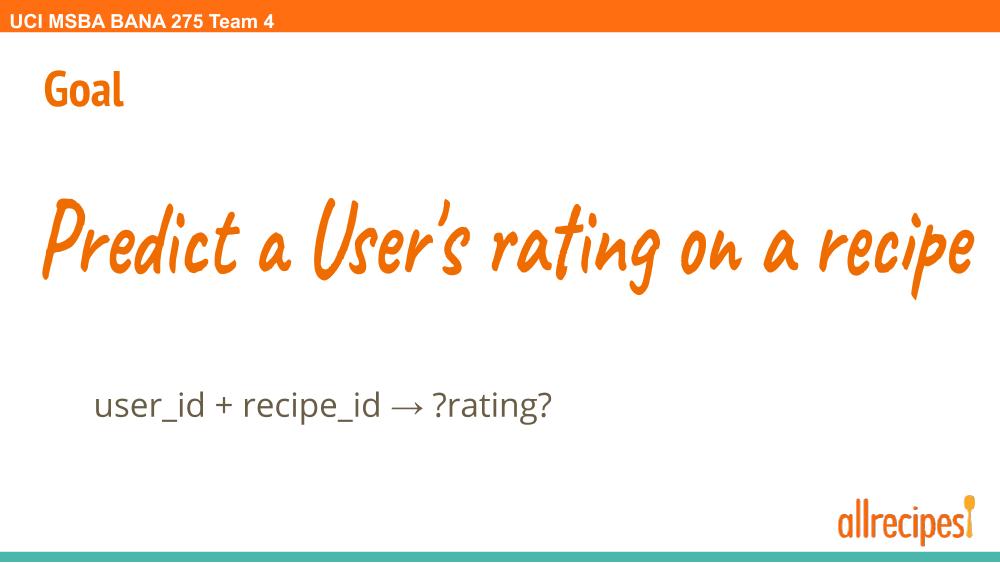 UCI MSBA BANA 275 Team 4
Goal
Predict a User's rating on a recipe
user_id + recipe_id → ?rating?
allrecipes